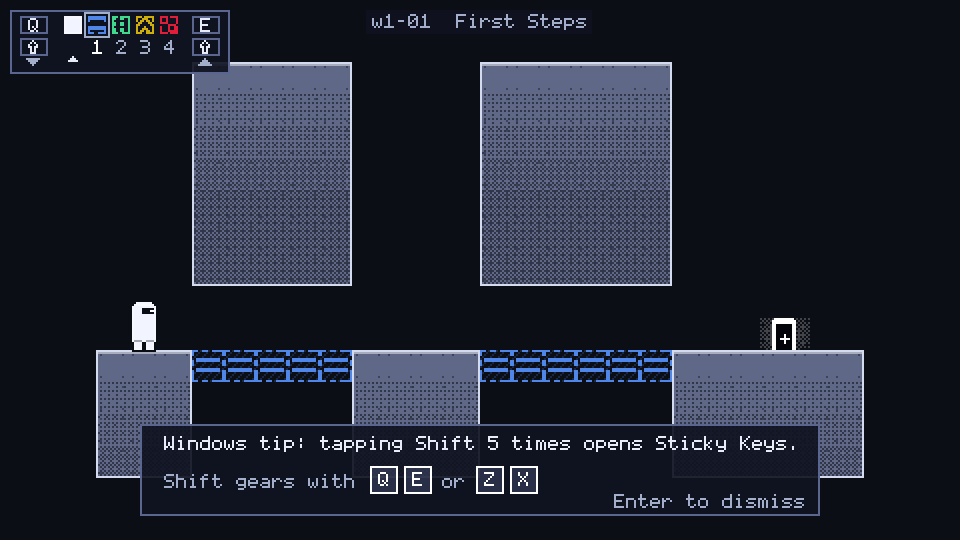 Q E
1 2 3 4
w1-01 First Steps
Windows tip: tapping Shift 5 times opens Sticky Keys.
Shift gears with Q E or Z X
Enter to dismiss